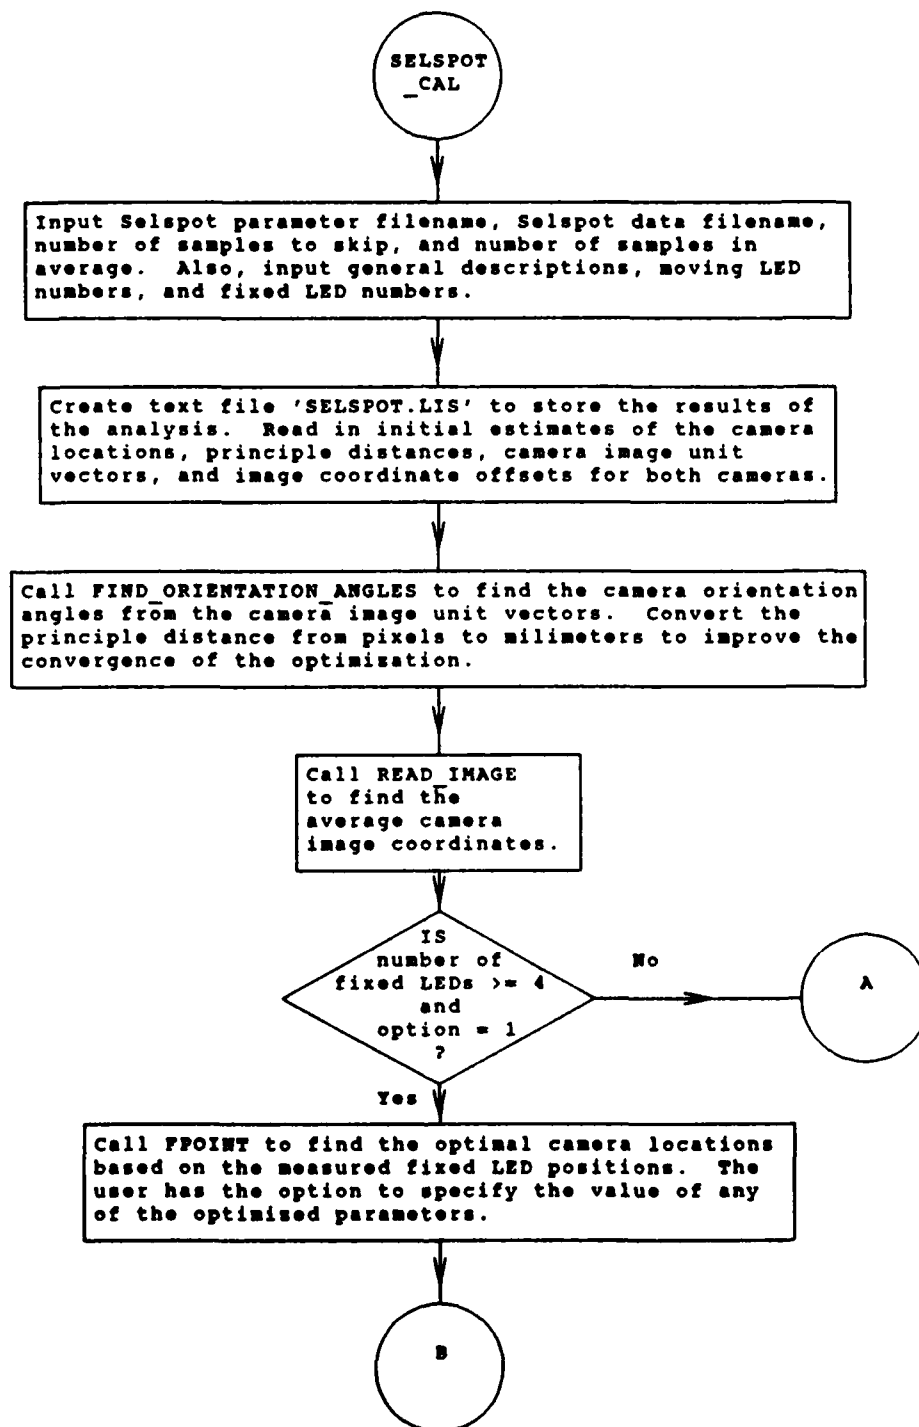 SELSPOT
_CAL
Input Selspot parameter filename, Selspot data filename,
number of samples to skip, and number of samples in
average. Also, input general descriptions, moving LED
numbers, and fixed LED numbers.
Create text file 'SELSPOT.LIS' to store the results of
the analysis. Read in initial estimates of the camera
locations, principle distances, camera image unit
vectors, and image coordinate offsets for both cameras.
Call FIND_ORIENTATION_ANGLES to find the camera orientation
angles from the camera image unit vectors. Convert the
principle distance from pixels to milimeters to improve the
convergence of the optimization.
Call READ_IMAGE
to find the
average camera
image coordinates.
IS
number of
fixed LEDs >= 4
and
option = 1
?
No
A
Yes
Call FPOINT to find the optimal camera locations
based on the measured fixed LED positions. The
user has the option to specify the value of any
of the optimized parameters.
B